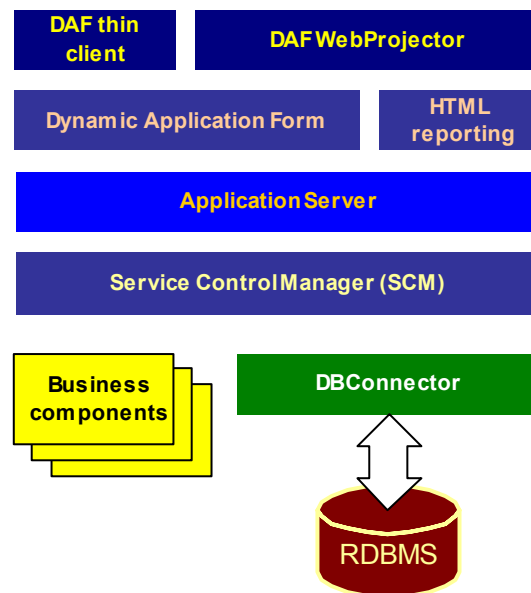 DAF thin
client
DAF WebProjector
Dynamic Application Form
HTML
reporting
Application Server
Service Control Manager (SCM)
Business
components
DBConnector
RDBMS